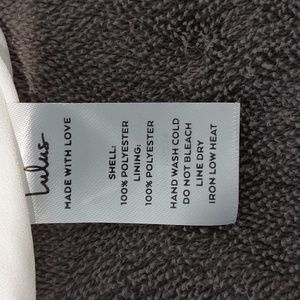 Lulus
MADE WITH LOVE
SHELL:
100% POLYESTER
LINING:
100% POLYESTER
HAND WASH COLD
DO NOT BLEACH
LINE DRY
IRON LOW HEAT